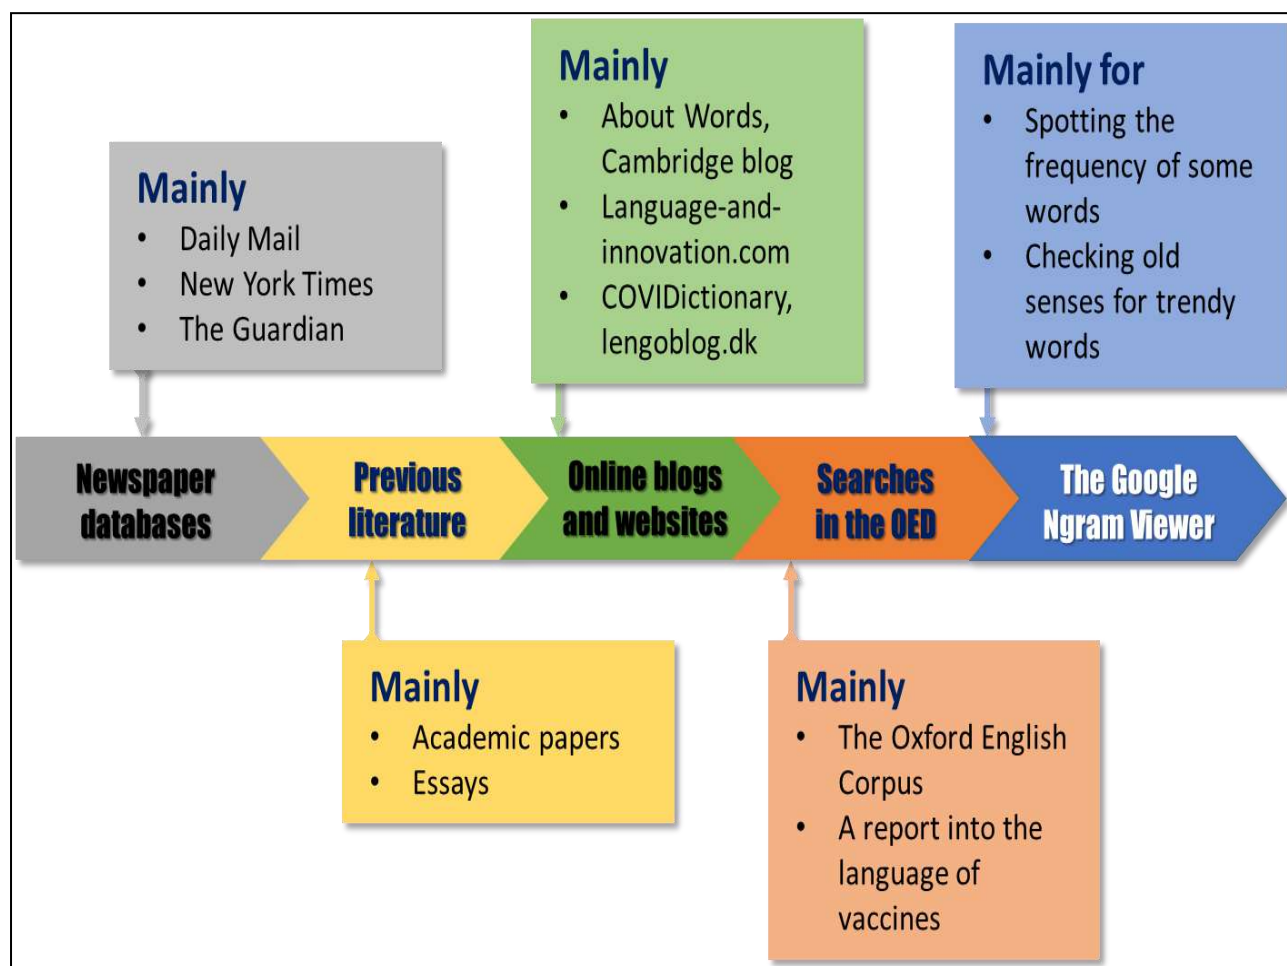 Mainly
• Daily Mail
• New York Times
• The Guardian
Mainly
• About Words,
Cambridge blog
• Language-and-
innovation.com
• COVIDictionary,
lengoblog.dk
Mainly for
• Spotting the
frequency of some
words
• Checking old
senses for trendy
words
Newspaper
databases
Previous
literature
Online blogs
and websites
Searches
in the OED
The Google
Ngram Viewer
Mainly
• Academic papers
• Essays
Mainly
• The Oxford English
Corpus
• A report into the
language of
vaccines